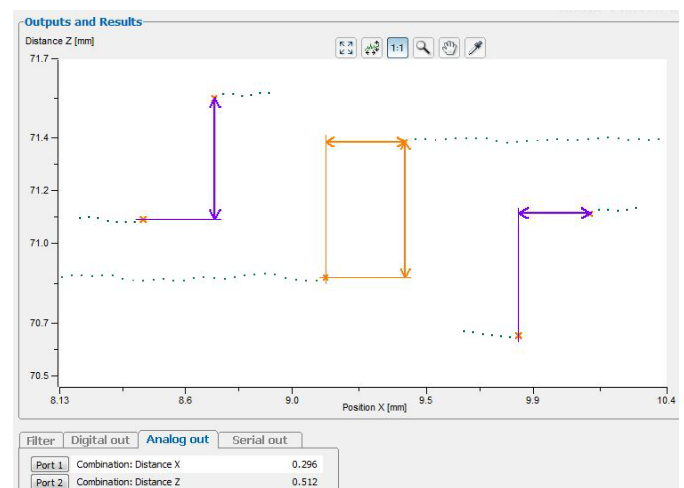 Outputs and Results
Distance Z [mm]
1:1
71.7
71.4
71.2
71.0
70.7
70.5
8.13 8.6 9.0 9.5 9.9 10.4
Position X [mm]
Filter Digital out Analog out Serial out
Port 1 Combination: Distance X 0.296
Port 2 Combination: Distance Z 0.512